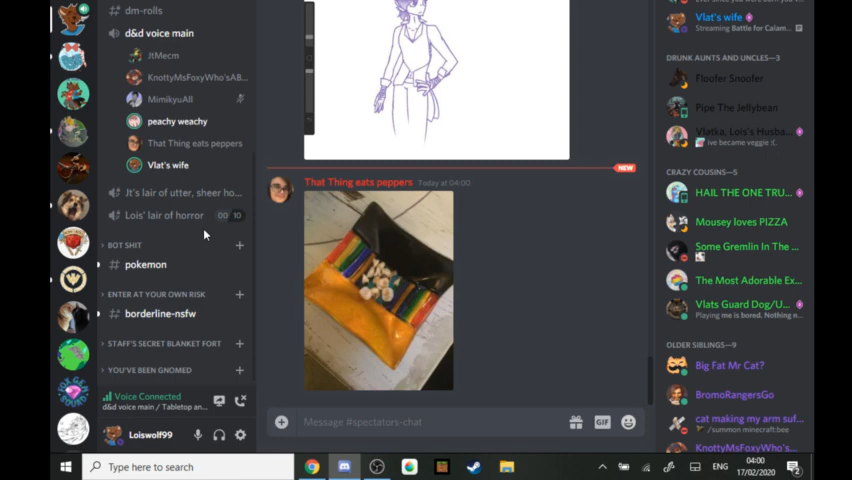 dm-rolls
d&d voice main
JtMecm
KnottyMsFoxyWho'sAB...
MimikyuAll
peachy weachy
That Thing eats peppers
Vlat's wife
Jt's lair of utter, sheer ho...
Lois' lair of horror 00 10
BOT SHIT
pokemon
ENTER AT YOUR OWN RISK
borderline-nsfw
STAFF'S SECRET BLANKET FORT
YOU'VE BEEN GNOMED
Voice Connected
d&d voice main / Tabletop an...
Loiswolf99
NEW
That Thing eats peppers Today at 04:00
Message #spectators-chat
GIF
Vlat's wife
Streaming Battle for Calam...
DRUNK AUNTS AND UNCLES—3
Floofer Snoofer
Pipe The Jellybean
Vlatka, Lois's Husba...
ive became veggie :(.
CRAZY COUSINS—5
HAIL THE ONE TRU...
Mousey loves PIZZA
Some Gremlin In The ...
The Most Adorable Ex...
Vlats Guard Dog/U...
Playing me is bored. Nothing n...
OLDER SIBLINGS—9
Big Fat Mr Cat?
BromoRangersGo
cat making my arm suf...
/summon minecraft:bee
KnottyMsFoxyWho's
Type here to search
ENG
04:00
17/02/2020
2